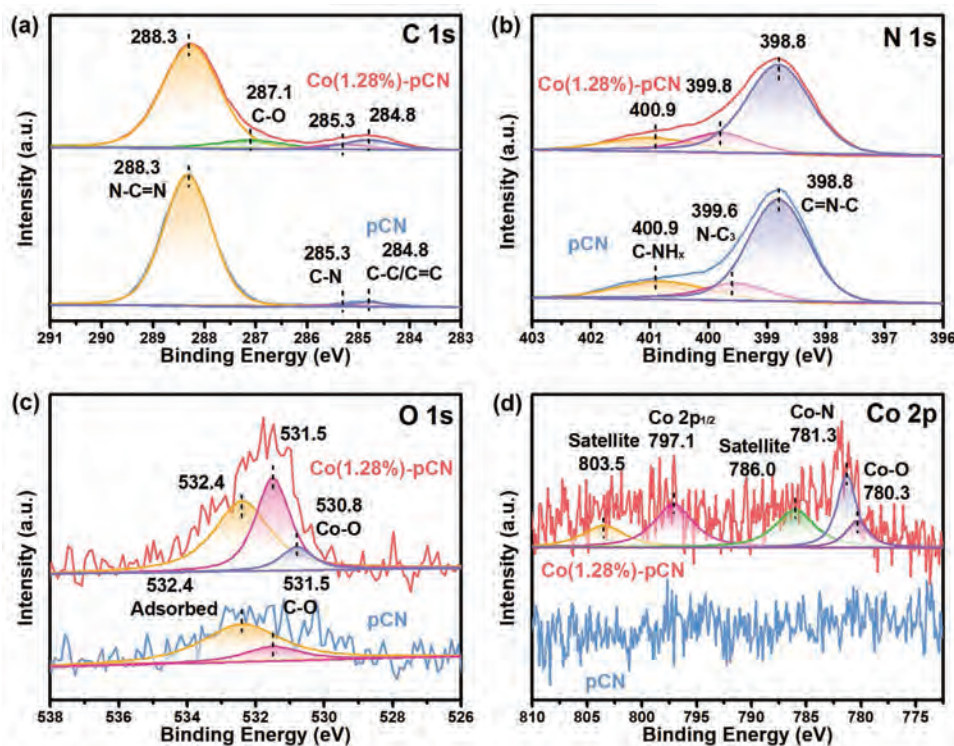 (a)
C 1s
288.3
287.1
C-O
Co(1.28%)-pCN
285.3
284.8
288.3
N-C=N
pCN
285.3
C-N
284.8
C-C/C=C
Intensity (a.u.)
291 290 289 288 287 286 285 284 283
Binding Energy (eV)
(b)
N 1s
398.8
Co(1.28%)-pCN
399.8
400.9
398.8
C=N-C
399.6
N-C₃
400.9
C-NHₓ
pCN
Intensity (a.u.)
403 402 401 400 399 398 397 396
Binding Energy (eV)
(c)
O 1s
531.5
Co(1.28%)-pCN
532.4
530.8
Co-O
532.4
Adsorbed
531.5
C-O
pCN
Intensity (a.u.)
538 536 534 532 530 528 526
Binding Energy (eV)
(d)
Co 2p
Co-N
781.3
Co 2p₁/₂
797.1
Satellite
803.5
Satellite
786.0
Co-O
780.3
Co(1.28%)-pCN
pCN
Intensity (a.u.)
810 805 800 795 790 785 780 775
Binding Energy (eV)